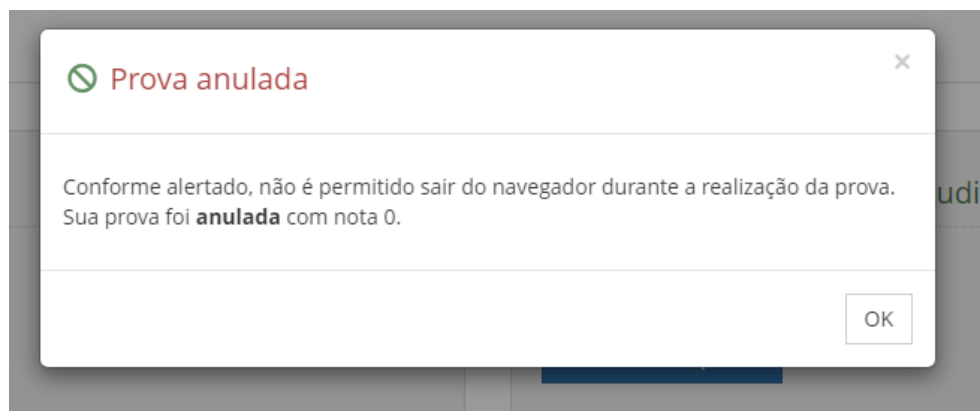 Prova anulada
×
Conforme alertado, não é permitido sair do navegador durante a realização da prova.
Sua prova foi anulada com nota 0.
udi
OK